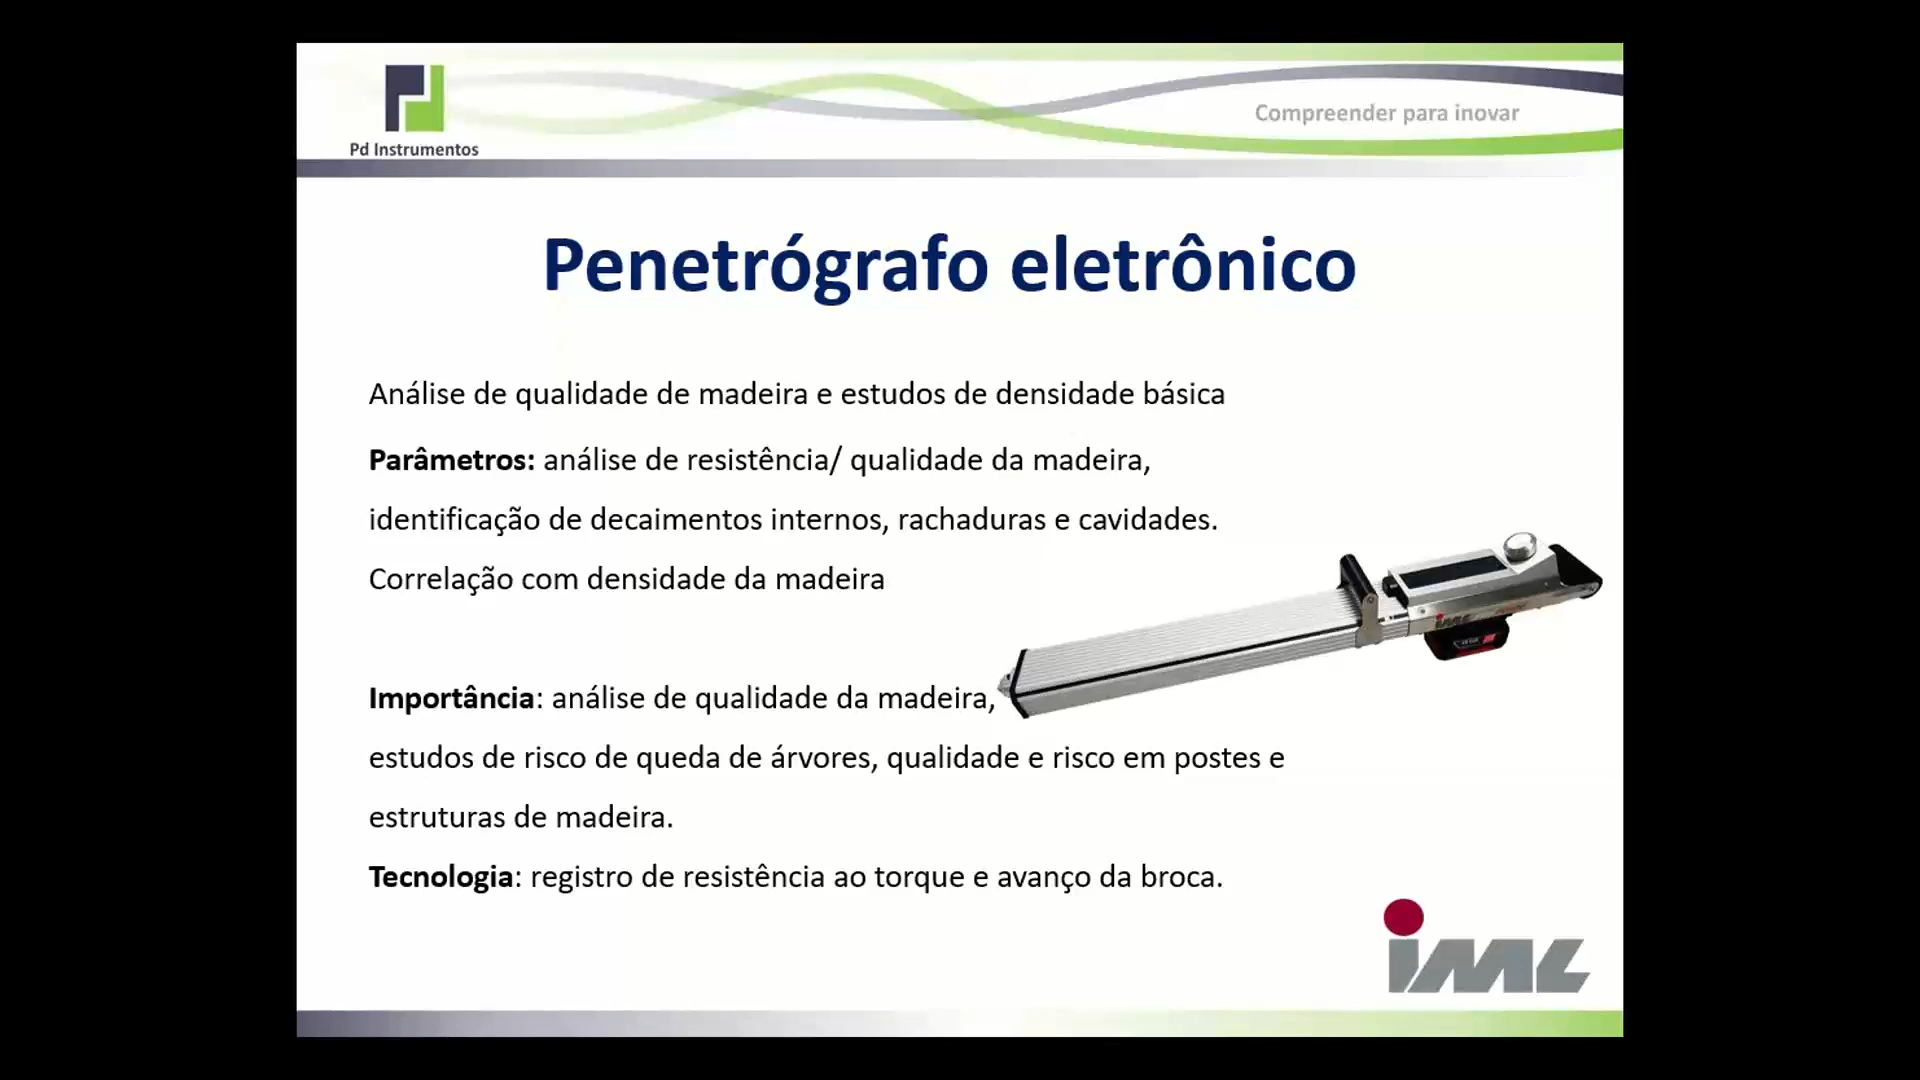 Pd Instrumentos
Compreender para inovar
Penetrógrafo eletrônico
Análise de qualidade de madeira e estudos de densidade básica
Parâmetros: análise de resistência/ qualidade da madeira,
identificação de decaimentos internos, rachaduras e cavidades.
Correlação com densidade da madeira
Importância: análise de qualidade da madeira,
estudos de risco de queda de árvores, qualidade e risco em postes e
estruturas de madeira.
Tecnologia: registro de resistência ao torque e avanço da broca.
iML
iML